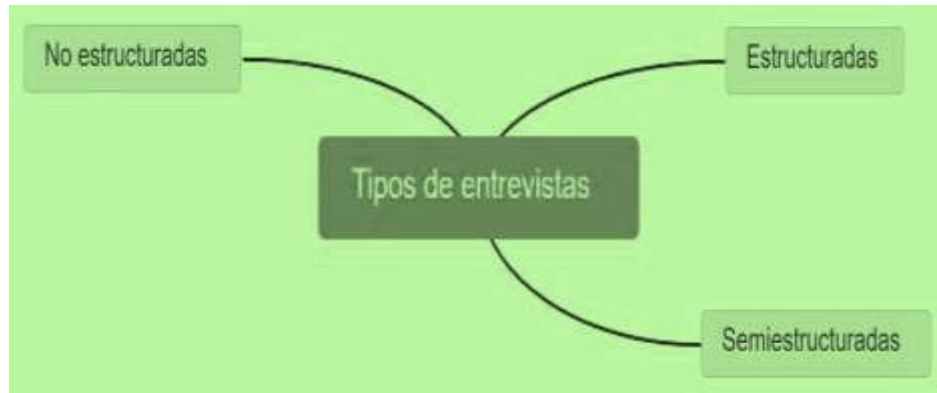 No estructuradas
Estructuradas
Tipos de entrevistas
Semiestructuradas